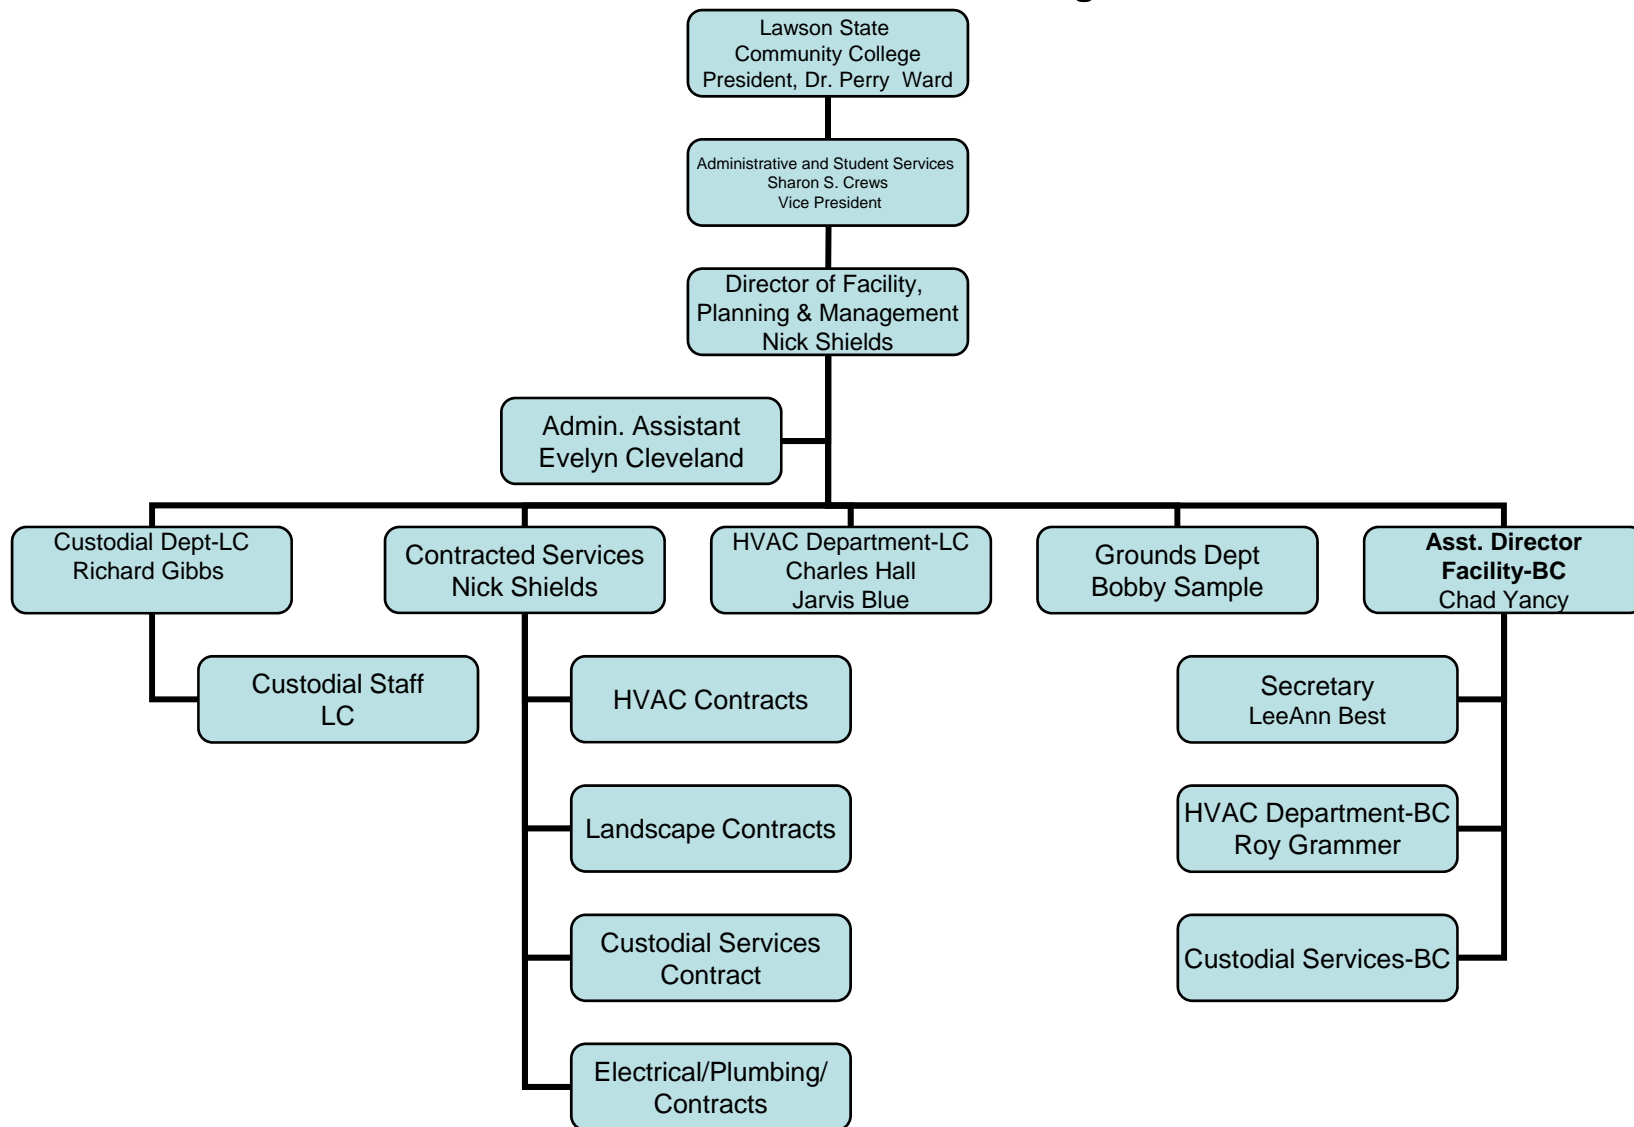 Lawson State
Community College
President, Dr. Perry Ward
Administrative and Student Services
Sharon S. Crews
Vice President
Director of Facility,
Planning & Management
Nick Shields
Admin. Assistant
Evelyn Cleveland
Custodial Dept-LC
Richard Gibbs
Contracted Services
Nick Shields
HVAC Department-LC
Charles Hall
Jarvis Blue
Grounds Dept
Bobby Sample
Asst. Director
Facility-BC
Chad Yancy
Custodial Staff
LC
HVAC Contracts
Secretary
LeeAnn Best
Landscape Contracts
HVAC Department-BC
Roy Grammer
Custodial Services
Contract
Custodial Services-BC
Electrical/Plumbing/
Contracts